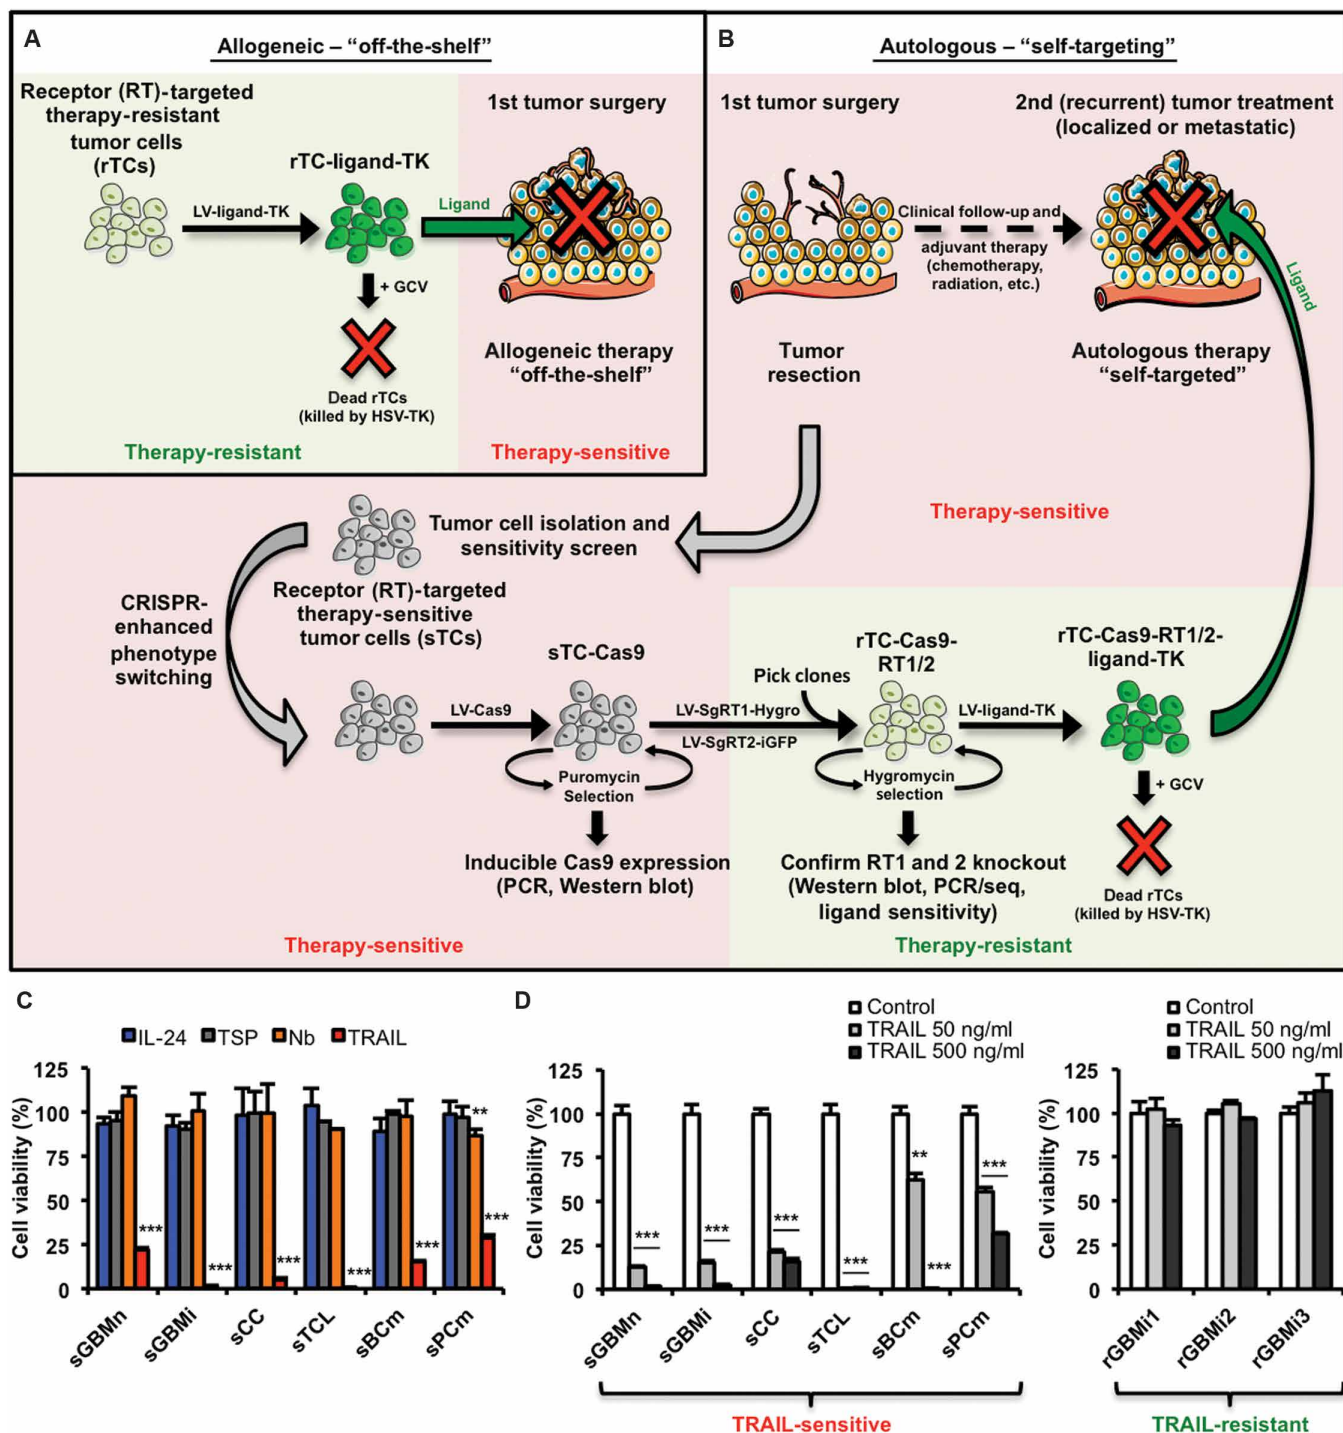 A
Allogeneic – “off-the-shelf”
Receptor (RT)-targeted
therapy-resistant
tumor cells
(rTCs)
LV-ligand-TK
rTC-ligand-TK
Ligand
+ GCV
Dead rTCs
(killed by HSV-TK)
Therapy-resistant
1st tumor surgery
Allogeneic therapy
“off-the-shelf”
Therapy-sensitive
B
Autologous – “self-targeting”
1st tumor surgery
2nd (recurrent) tumor treatment
(localized or metastatic)
Clinical follow-up and
adjuvant therapy
(chemotherapy,
radiation, etc.)
Ligand
Tumor
resection
Autologous therapy
“self-targeted”
Therapy-sensitive
Tumor cell isolation and
sensitivity screen
Receptor (RT)-targeted
therapy-sensitive
tumor cells (sTCs)
CRISPR-
enhanced
phenotype
switching
LV-Cas9
sTC-Cas9
Puromycin
Selection
Inducible Cas9 expression
(PCR, Western blot)
Therapy-sensitive
Pick clones
LV-SgRT1-Hygro
LV-SgRT2-iGFP
rTC-Cas9-
RT1/2
Hygromycin
selection
LV-ligand-TK
rTC-Cas9-RT1/2-
ligand-TK
+ GCV
Dead rTCs
(killed by HSV-TK)
Confirm RT1 and 2 knockout
(Western blot, PCR/seq,
ligand sensitivity)
Therapy-resistant
C
IL-24 TSP Nb TRAIL
Cell viability (%)
125
100
75
50
25
0
***
***
***
***
***
**
***
sGBMn
sGBMi
sCC
sTCL
sBCm
sPCm
D
Control
TRAIL 50 ng/ml
TRAIL 500 ng/ml
Cell viability (%)
125
100
75
50
25
0
***
***
***
***
**
***
***
sGBMn
sGBMi
sCC
sTCL
sBCm
sPCm
TRAIL-sensitive
Control
TRAIL 50 ng/ml
TRAIL 500 ng/ml
Cell viability (%)
125
100
75
50
25
0
rGBMi1
rGBMi2
rGBMi3
TRAIL-resistant